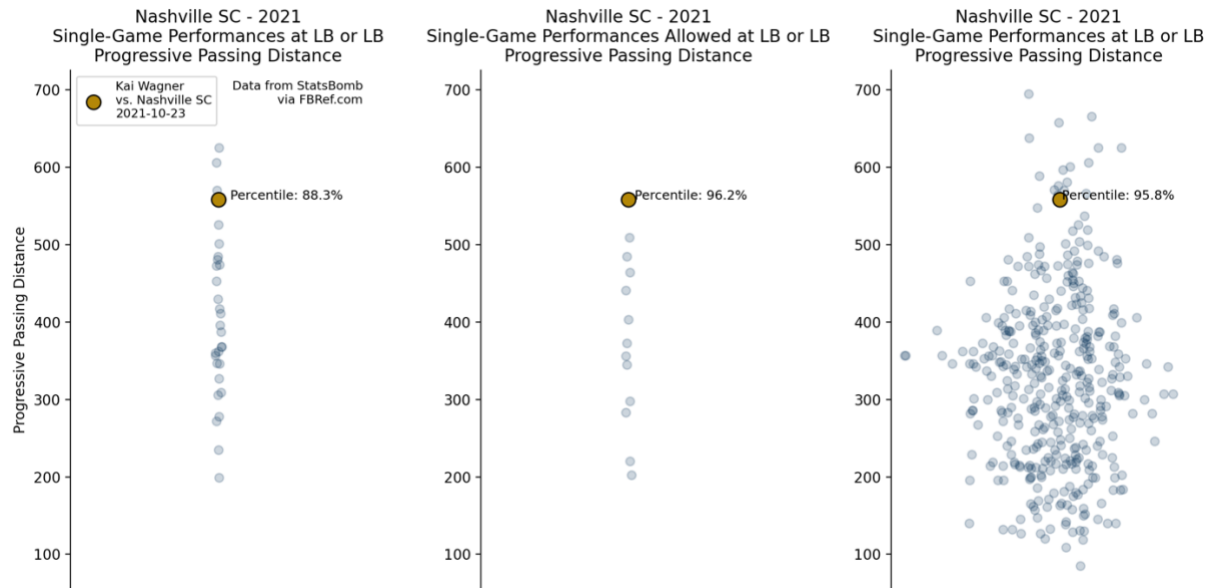 Nashville SC - 2021
Single-Game Performances at LB or LB
Progressive Passing Distance
Kai Wagner
vs. Nashville SC
2021-10-23
Data from StatsBomb
via FBRef.com
Percentile: 88.3%
Progressive Passing Distance
700
600
500
400
300
200
100
Nashville SC - 2021
Single-Game Performances Allowed at LB or LB
Progressive Passing Distance
Percentile: 96.2%
700
600
500
400
300
200
100
Nashville SC - 2021
Single-Game Performances at LB or LB
Progressive Passing Distance
Percentile: 95.8%
700
600
500
400
300
200
100